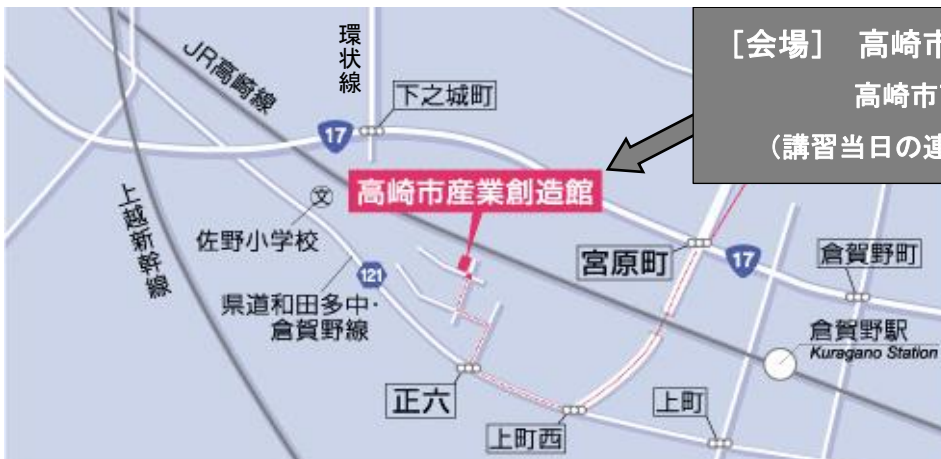 JR高崎線
環状線
下之城町
17
[会場] 高崎市
高崎市
(講習当日の連
高崎市産業創造館
上越新幹線
文
佐野小学校
121
県道和田多中・
倉賀野線
宮原町
17
倉賀野町
倉賀野駅
Kuragano Station
正六
上町西
上町